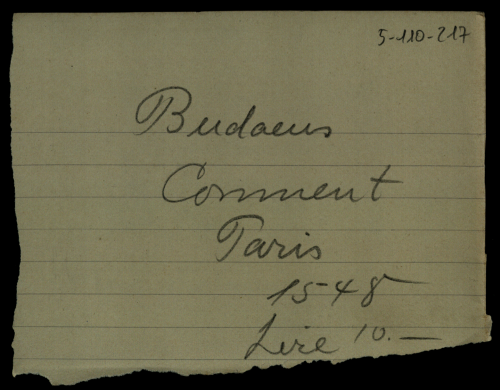 5-110-217
Budaeus
Comment
Paris
1548
Lire 10.—